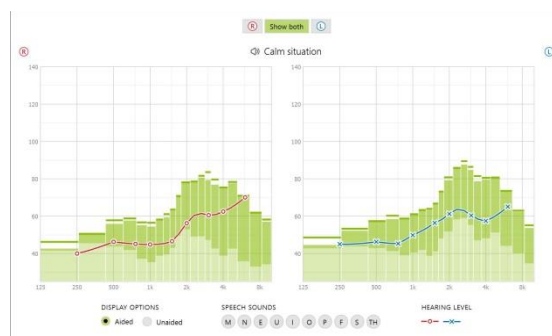 R Show both L
Calm situation
R L
140 140
120 120
100 100
80 80
60 60
40 40
125 250 500 1k 2k 4k 8k 125 250 500 1k 2k 4k 8k
DISPLAY OPTIONS SPEECH SOUNDS HEARING LEVEL
Aided Unaided M N E U I O P F S TH